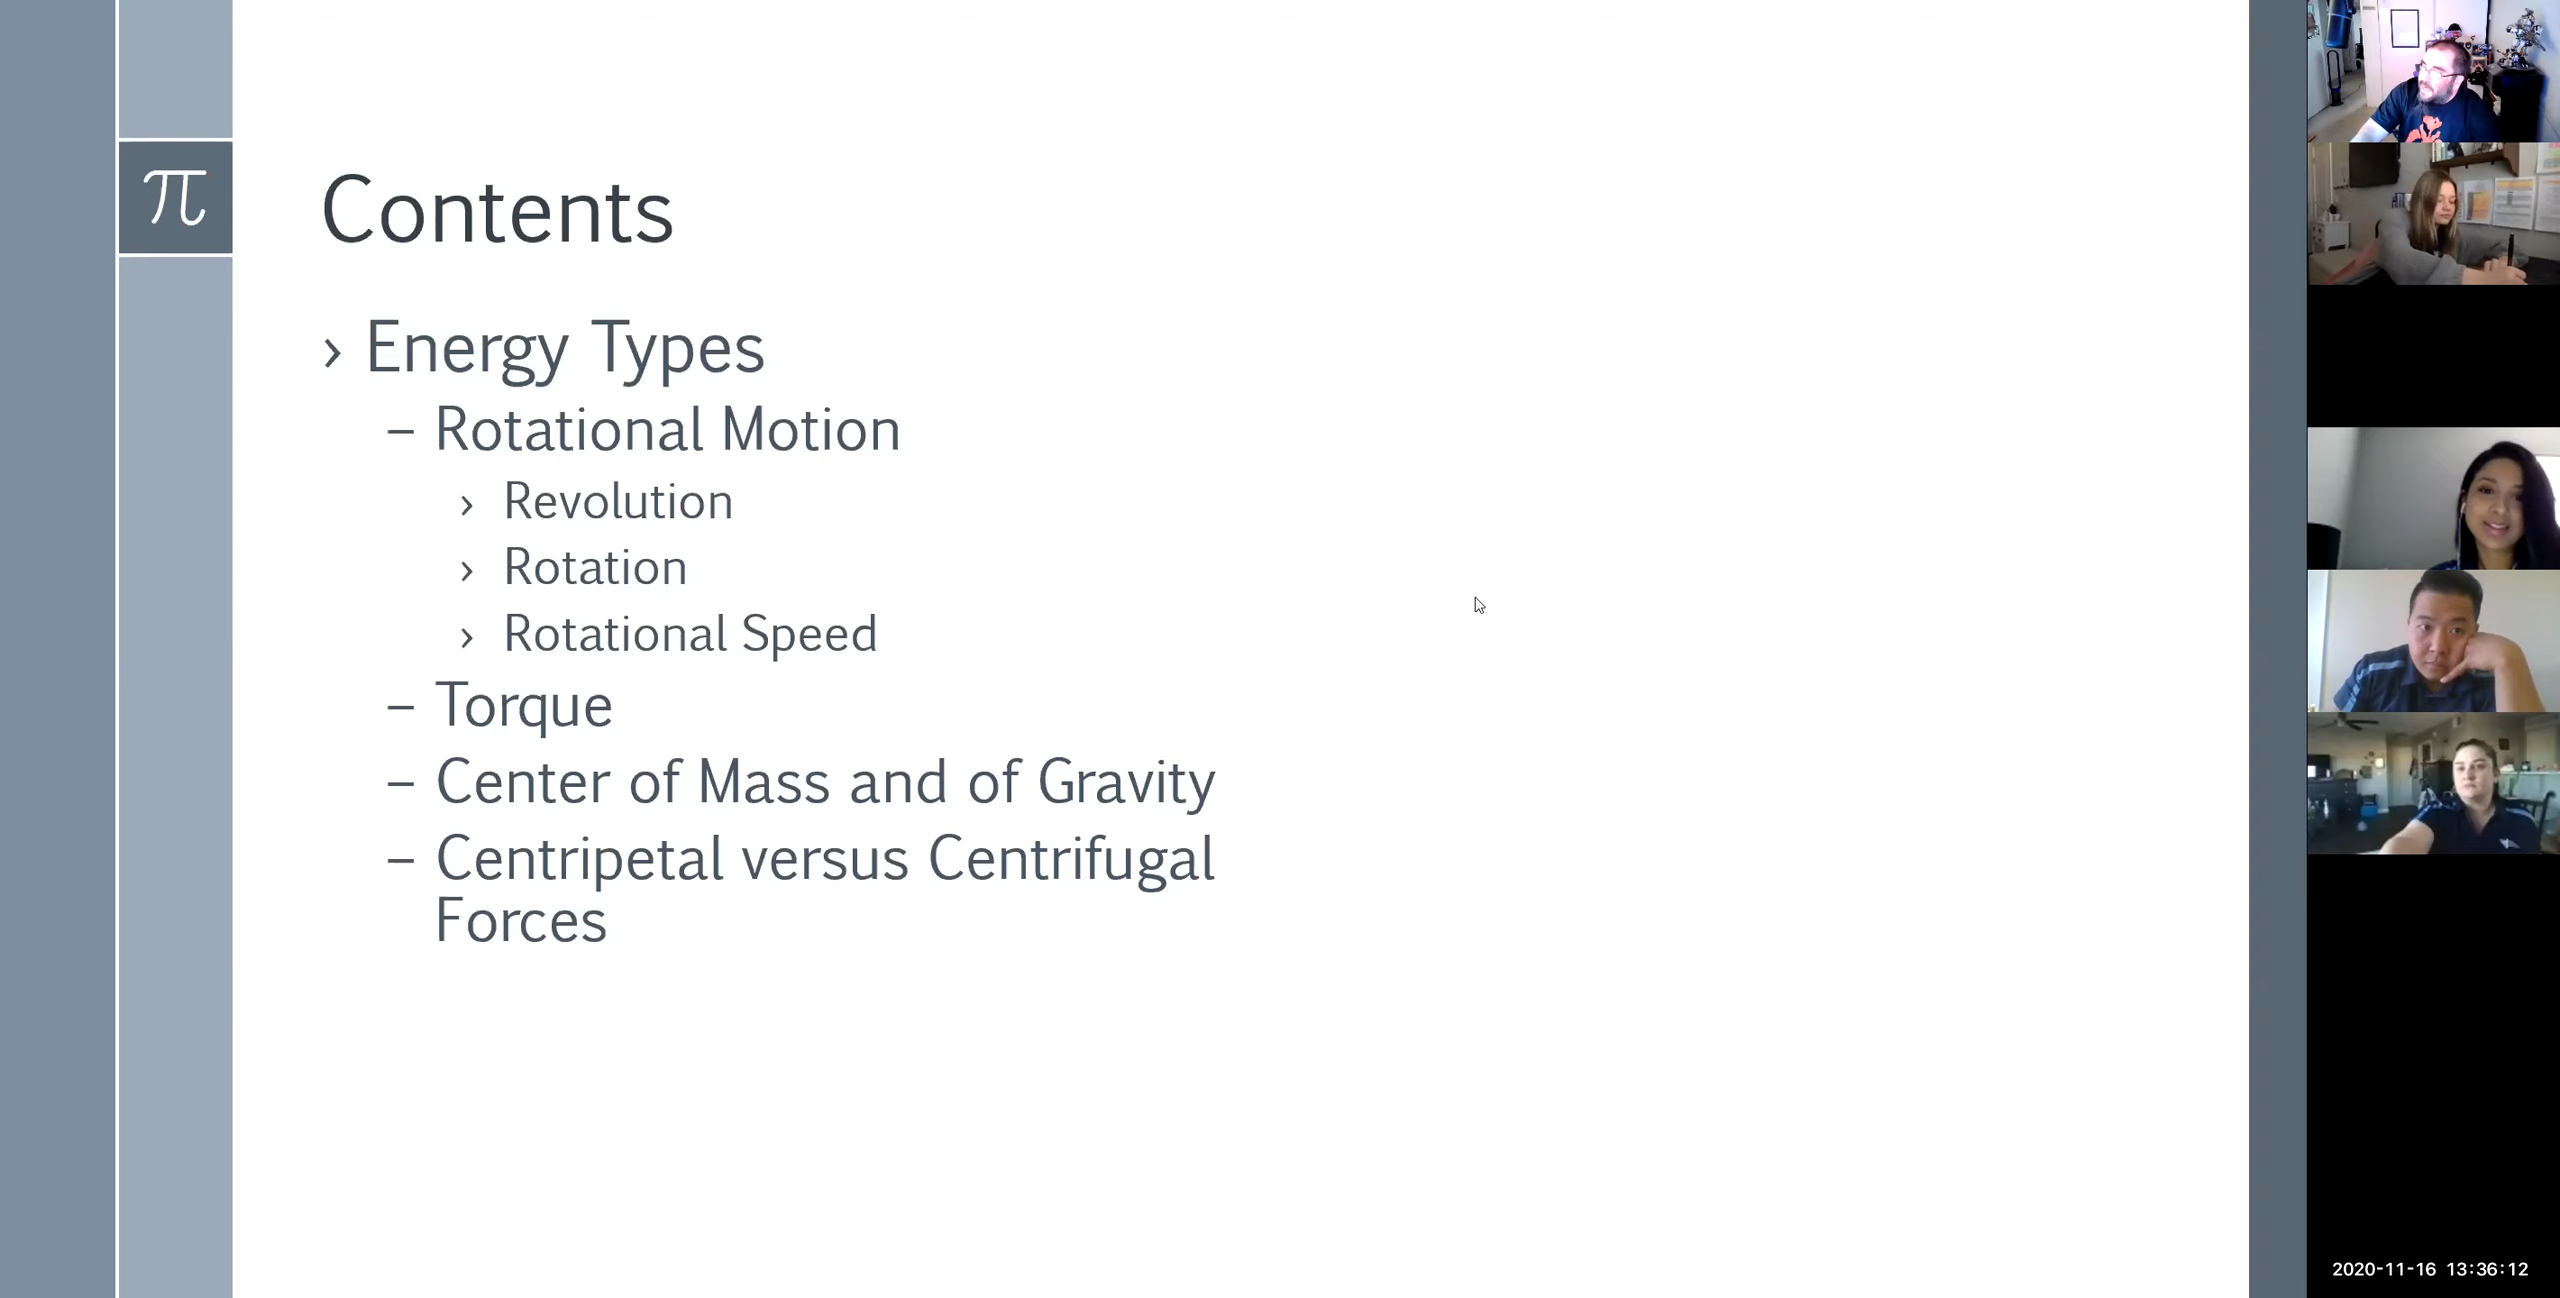 π
Contents
› Energy Types
– Rotational Motion
› Revolution
› Rotation
› Rotational Speed
– Torque
– Center of Mass and of Gravity
– Centripetal versus Centrifugal
Forces
2020-11-16 13:36:12